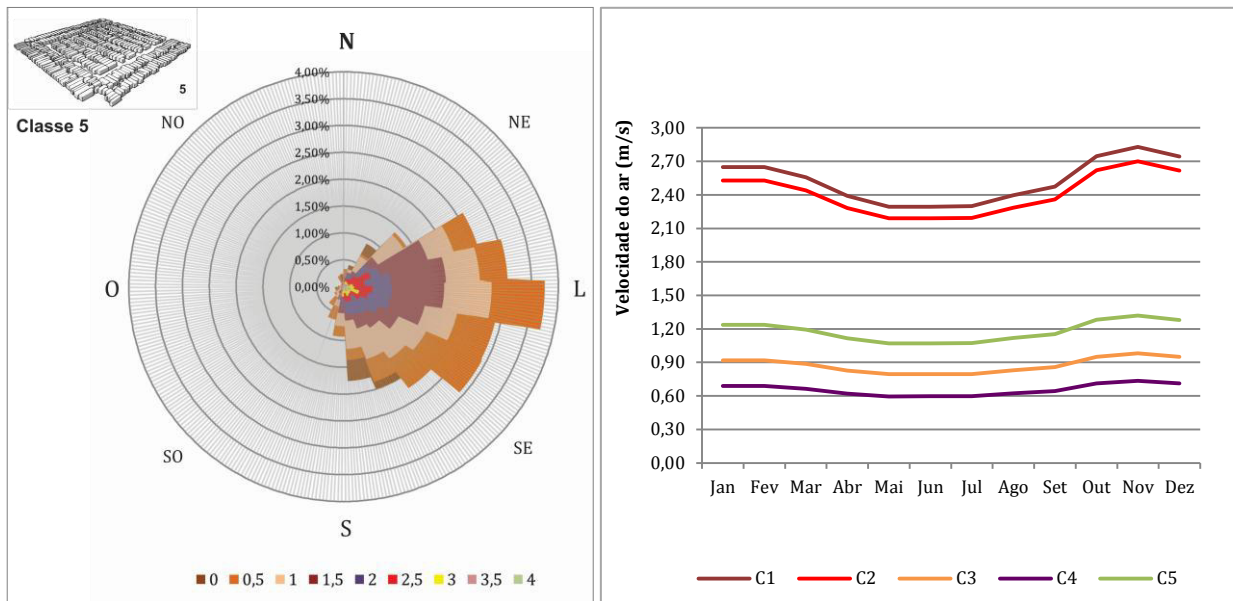 5
Classe 5
N
NO
NE
4,00%
3,50%
3,00%
2,50%
2,00%
1,50%
1,00%
0,50%
0,00%
O
L
SO
SE
S
0 0,5 1 1,5 2 2,5 3 3,5 4
Velocidade do ar (m/s)
3,00
2,70
2,40
2,10
1,80
1,50
1,20
0,90
0,60
0,30
0,00
Jan Fev Mar Abr Mai Jun Jul Ago Set Out Nov Dez
C1 C2 C3 C4 C5